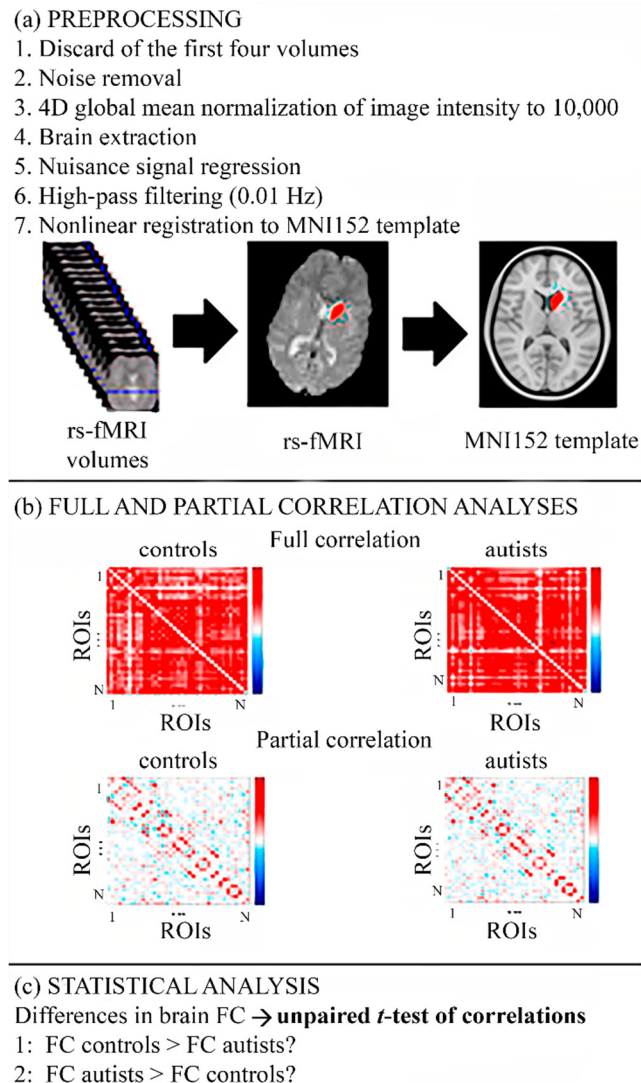 (a) PREPROCESSING
1. Discard of the first four volumes
2. Noise removal
3. 4D global mean normalization of image intensity to 10,000
4. Brain extraction
5. Nuisance signal regression
6. High-pass filtering (0.01 Hz)
7. Nonlinear registration to MNI152 template
rs-fMRI
volumes
rs-fMRI
MNI152 template
(b) FULL AND PARTIAL CORRELATION ANALYSES
Full correlation
controls
1
ROIs
...
N
1 ... N
ROIs
autists
1
ROIs
...
N
1 ... N
ROIs
Partial correlation
controls
1
ROIs
...
N
1 ... N
ROIs
autists
1
ROIs
...
N
1 ... N
ROIs
(c) STATISTICAL ANALYSIS
Differences in brain FC → unpaired t-test of correlations
1: FC controls > FC autists?
2: FC autists > FC controls?